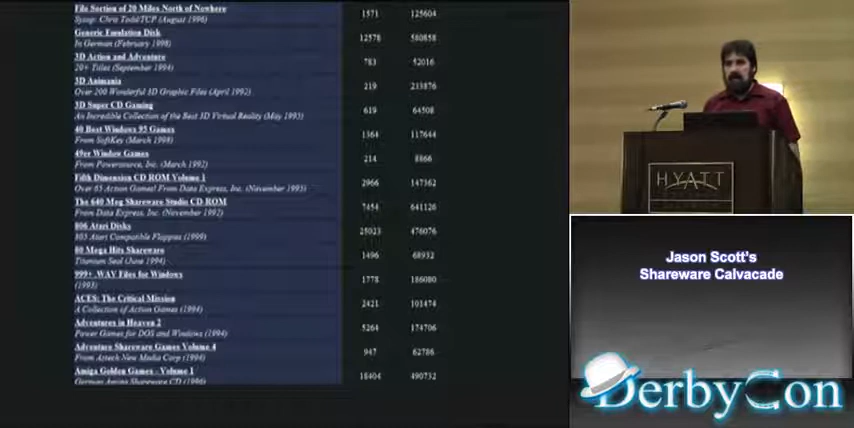 File Section of 20 Miles North of Nowhere
Sysop: Chris Todd/TCP (August 1996)
1571 125604
Generic Emulation Disk
In German (February 1998)
12578 580858
3D Action and Adventure
20+ Titles (September 1994)
783 52016
3D Animania
Over 200 Wonderful 3D Graphic Files (April 1992)
219 233876
3D Super CD Gaming
An Incredible Collection of the Best 3D Virtual Reality (May 1995)
619 64508
40 Best Windows 95 Games
From SoftKey (March 1998)
1364 117644
49er Window Games
From Powersource, Inc. (March 1992)
214 8866
Fifth Dimension CD ROM Volume 1
Over 65 Action Games! From Data Express, Inc. (November 1995)
2966 147362
The 640 Meg Shareware Studio CD-ROM
From Data Express, Inc. (November 1992)
7454 641126
806 Atari Disks
805 Atari Compatible Floppies (1999)
25023 476076
80 Mega Hits Shareware
Titanium Seal (June 1994)
1496 68932
999+ .WAV Files for Windows
(1993)
1778 186080
ACES: The Critical Mission
A Collection of Action Games (1994)
2421 101474
Adventures in Heaven 2
Power Games for DOS and Windows (1994)
5264 174706
Adventure Shareware Games Volume 4
From Aztech New Media Corp (1994)
947 62786
Amiga Golden Games - Volume 1
German Amiga Shareware CD (1996)
18404 490732
HYATT
Jason Scott's
Shareware Calvacade
DerbyCon